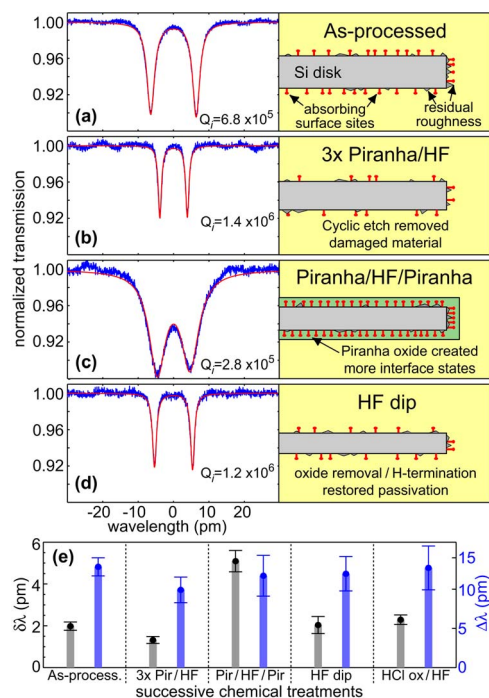 1.00
0.96
0.92
(a)
Q_i=6.8 x10^5
As-processed
Si disk
absorbing
surface sites
residual
roughness
normalized transmission
1.00
0.96
0.92
(b)
Q_i=1.4 x10^6
3x Piranha/HF
Cyclic etch removed
damaged material
1.00
0.96
0.92
(c)
Q_i=2.8 x10^5
Piranha/HF/Piranha
Piranha oxide created
more interface states
1.00
0.96
0.92
(d)
Q_i=1.2 x10^6
HF dip
oxide removal / H-termination
restored passivation
-20 -10 0 10 20
wavelength (pm)
(e)
δλ (pm)
6
4
2
0
Δλ (pm)
15
10
5
0
As-process. 3x Pir/HF Pir/HF/Pir HF dip HCl ox/HF
successive chemical treatments